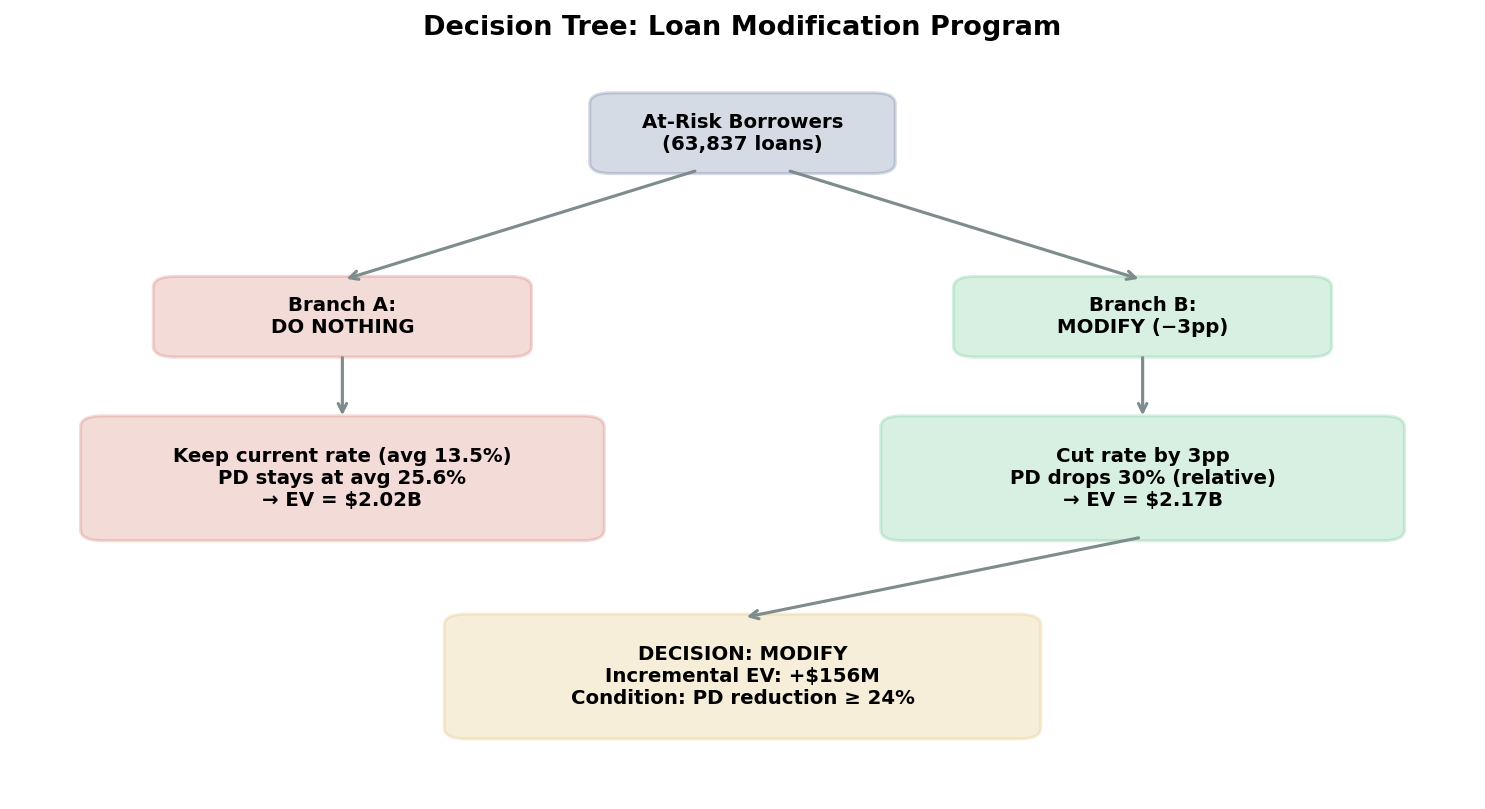 Decision Tree: Loan Modification Program
At-Risk Borrowers
(63,837 loans)
Branch A:
DO NOTHING
Branch B:
MODIFY (−3pp)
Keep current rate (avg 13.5%)
PD stays at avg 25.6%
→ EV = $2.02B
Cut rate by 3pp
PD drops 30% (relative)
→ EV = $2.17B
DECISION: MODIFY
Incremental EV: +$156M
Condition: PD reduction ≥ 24%